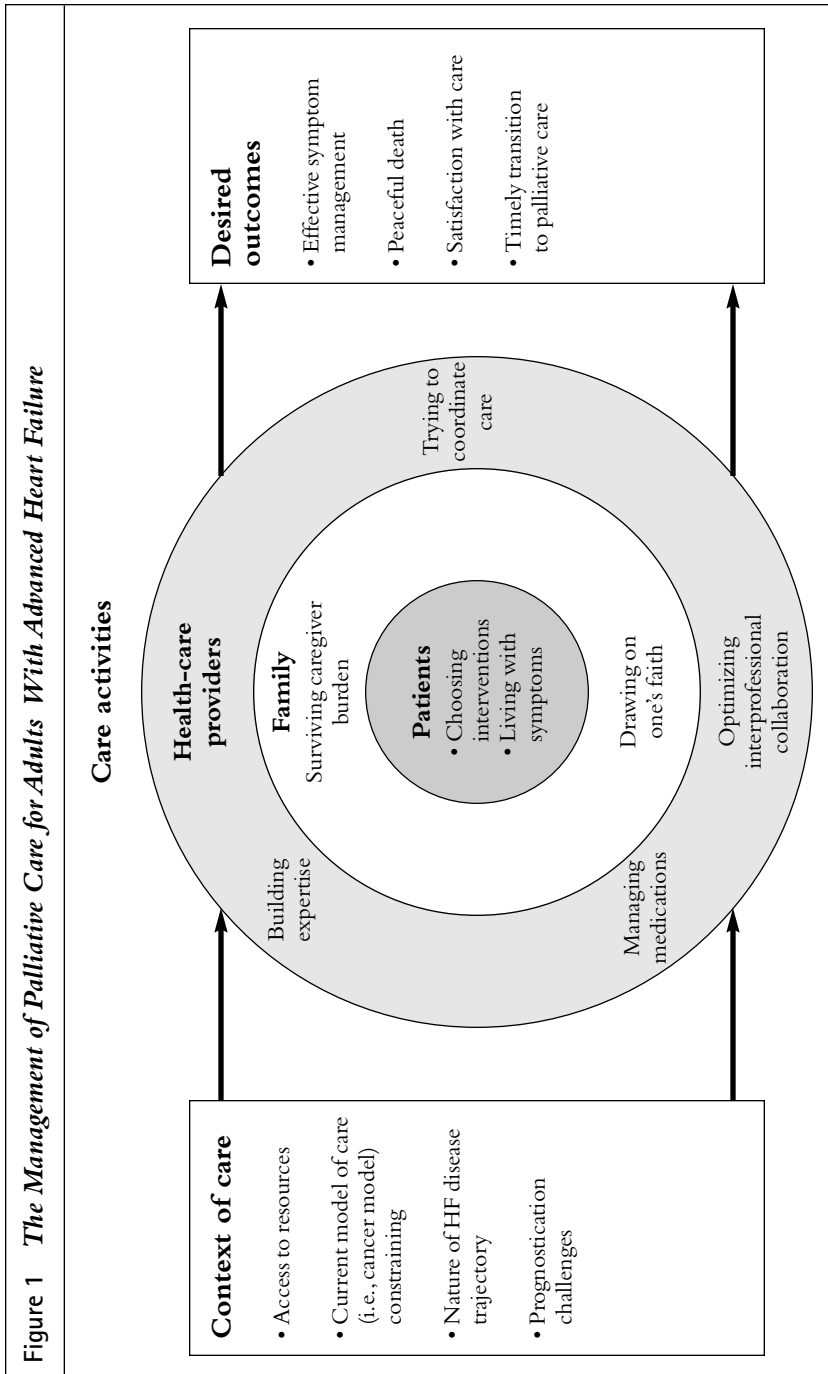 Figure 1 The Management of Palliative Care for Adults With Advanced Heart Failure
Care activities
Context of care
• Access to resources
• Current model of care
(i.e., cancer model)
constraining
• Nature of HF disease
trajectory
• Prognostication
challenges
Health-care
providers
Building
expertise
Trying to
coordinate
care
Managing
medications
Optimizing
interprofessional
collaboration
Family
Surviving caregiver
burden
Drawing on
one's faith
Patients
• Choosing
interventions
• Living with
symptoms
Desired
outcomes
• Effective symptom
management
• Peaceful death
• Satisfaction with care
• Timely transition
to palliative care